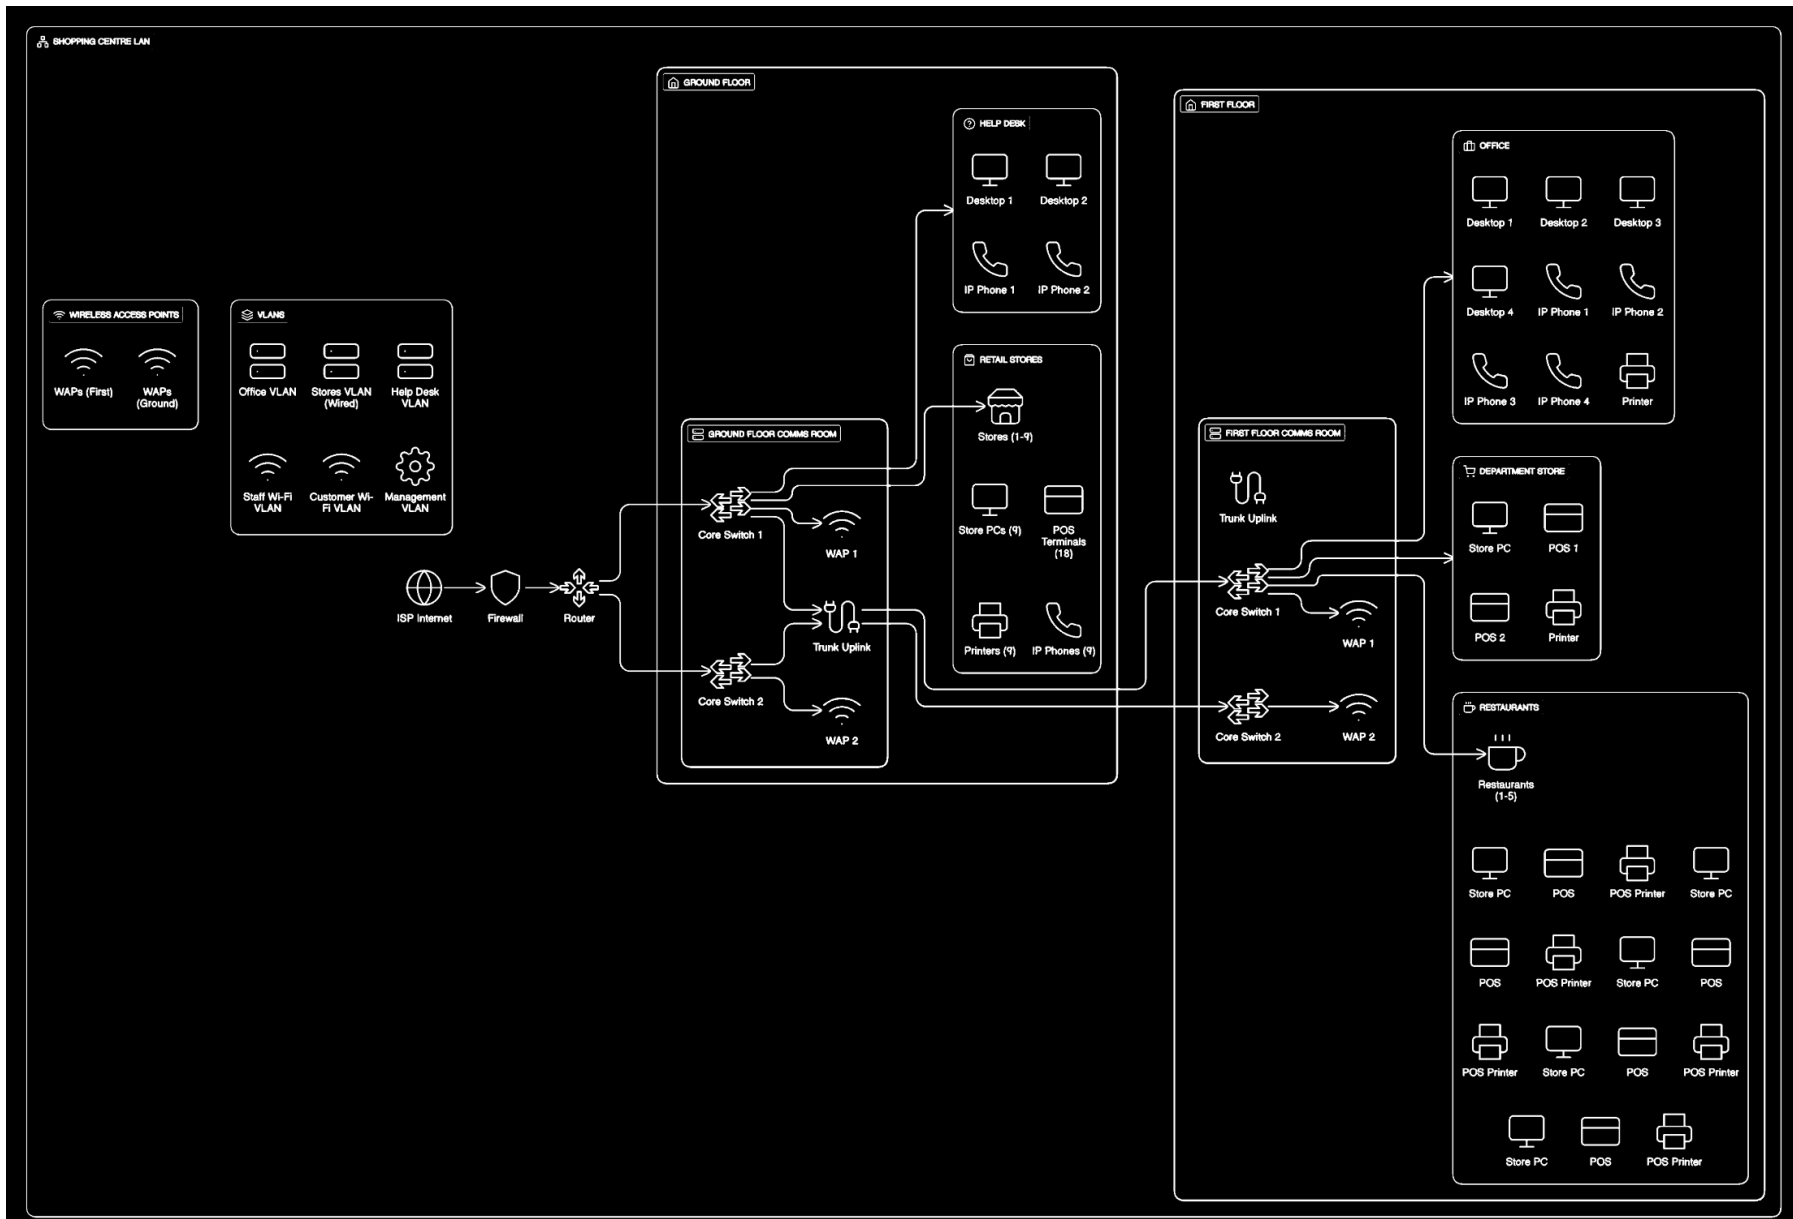 SHOPPING CENTRE LAN
GROUND FLOOR
HELP DESK
Desktop 1
Desktop 2
IP Phone 1
IP Phone 2
FIRST FLOOR
OFFICE
Desktop 1
Desktop 2
Desktop 3
Desktop 4
IP Phone 1
IP Phone 2
IP Phone 3
IP Phone 4
Printer
WIRELESS ACCESS POINTS
WAPs (First)
WAPs
(Ground)
VLANS
Office VLAN
Stores VLAN
(Wired)
Help Desk
VLAN
Staff Wi-Fi
VLAN
Customer Wi-
Fi VLAN
Management
VLAN
RETAIL STORES
Stores (1-9)
Store PCs (9)
POS
Terminals
(18)
Printers (9)
IP Phones (9)
GROUND FLOOR COMMS ROOM
Core Switch 1
WAP 1
Trunk Uplink
Core Switch 2
WAP 2
ISP Internet
Firewall
Router
FIRST FLOOR COMMS ROOM
Trunk Uplink
Core Switch 1
WAP 1
Core Switch 2
WAP 2
DEPARTMENT STORE
Store PC
POS 1
POS 2
Printer
RESTAURANTS
Restaurants
(1-5)
Store PC
POS
POS Printer
Store PC
POS
POS Printer
Store PC
POS
POS Printer
Store PC
POS
POS Printer
Store PC
POS
POS Printer